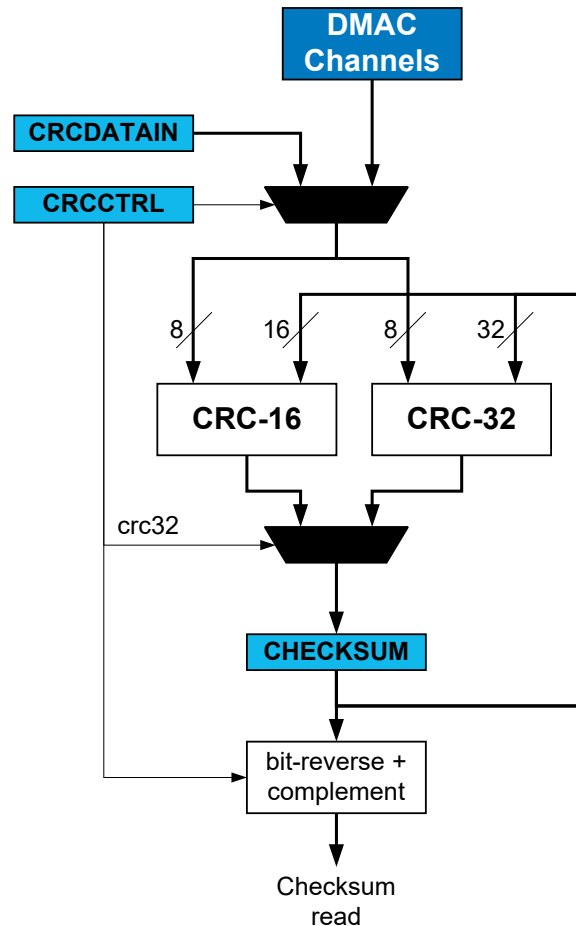 DMAC
Channels
CRCDATAIN
CRCCTRL
8
16
8
32
CRC-16
CRC-32
crc32
CHECKSUM
bit-reverse +
complement
Checksum
read